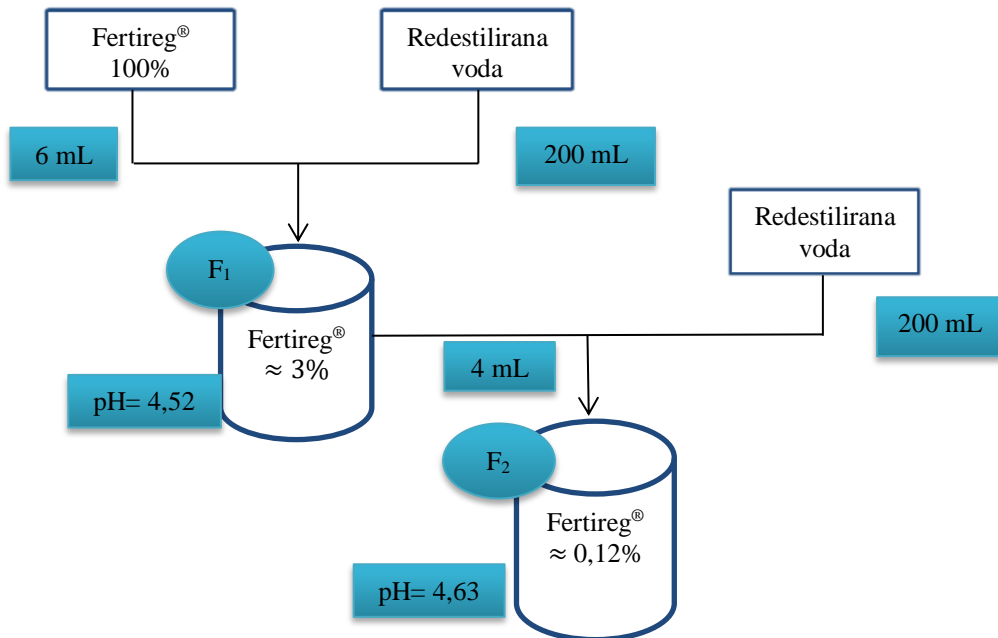 Fertireg®
100%
Redestilirana
voda
6 mL
200 mL
Redestilirana
voda
F₁
Fertireg®
≈ 3%
200 mL
4 mL
pH= 4,52
F₂
Fertireg®
≈ 0,12%
pH= 4,63